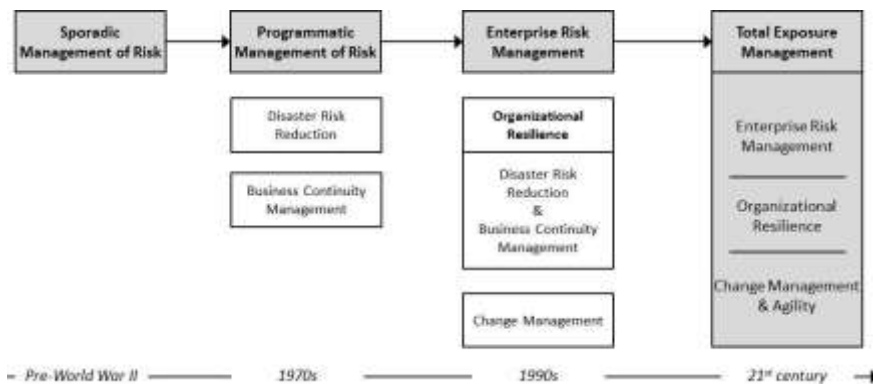 Sporadic
Management of Risk
Programmatic
Management of Risk
Enterprise Risk
Management
Total Exposure
Management
Disaster Risk
Reduction
Business Continuity
Management
Organizational
Resilience
Disaster Risk
Reduction
&
Business Continuity
Management
Change Management
Enterprise Risk
Management
Organizational
Resilience
Change Management
& Agility
Pre-World War II
1970s
1990s
21st century